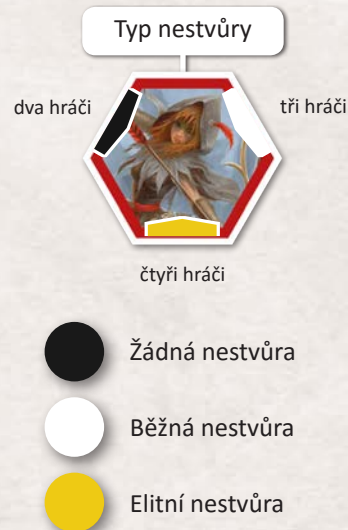 Typ nestvůry
dva hráči
tři hráči
čtyři hráči
Žádná nestvůra
Běžná nestvůra
Elitní nestvůra